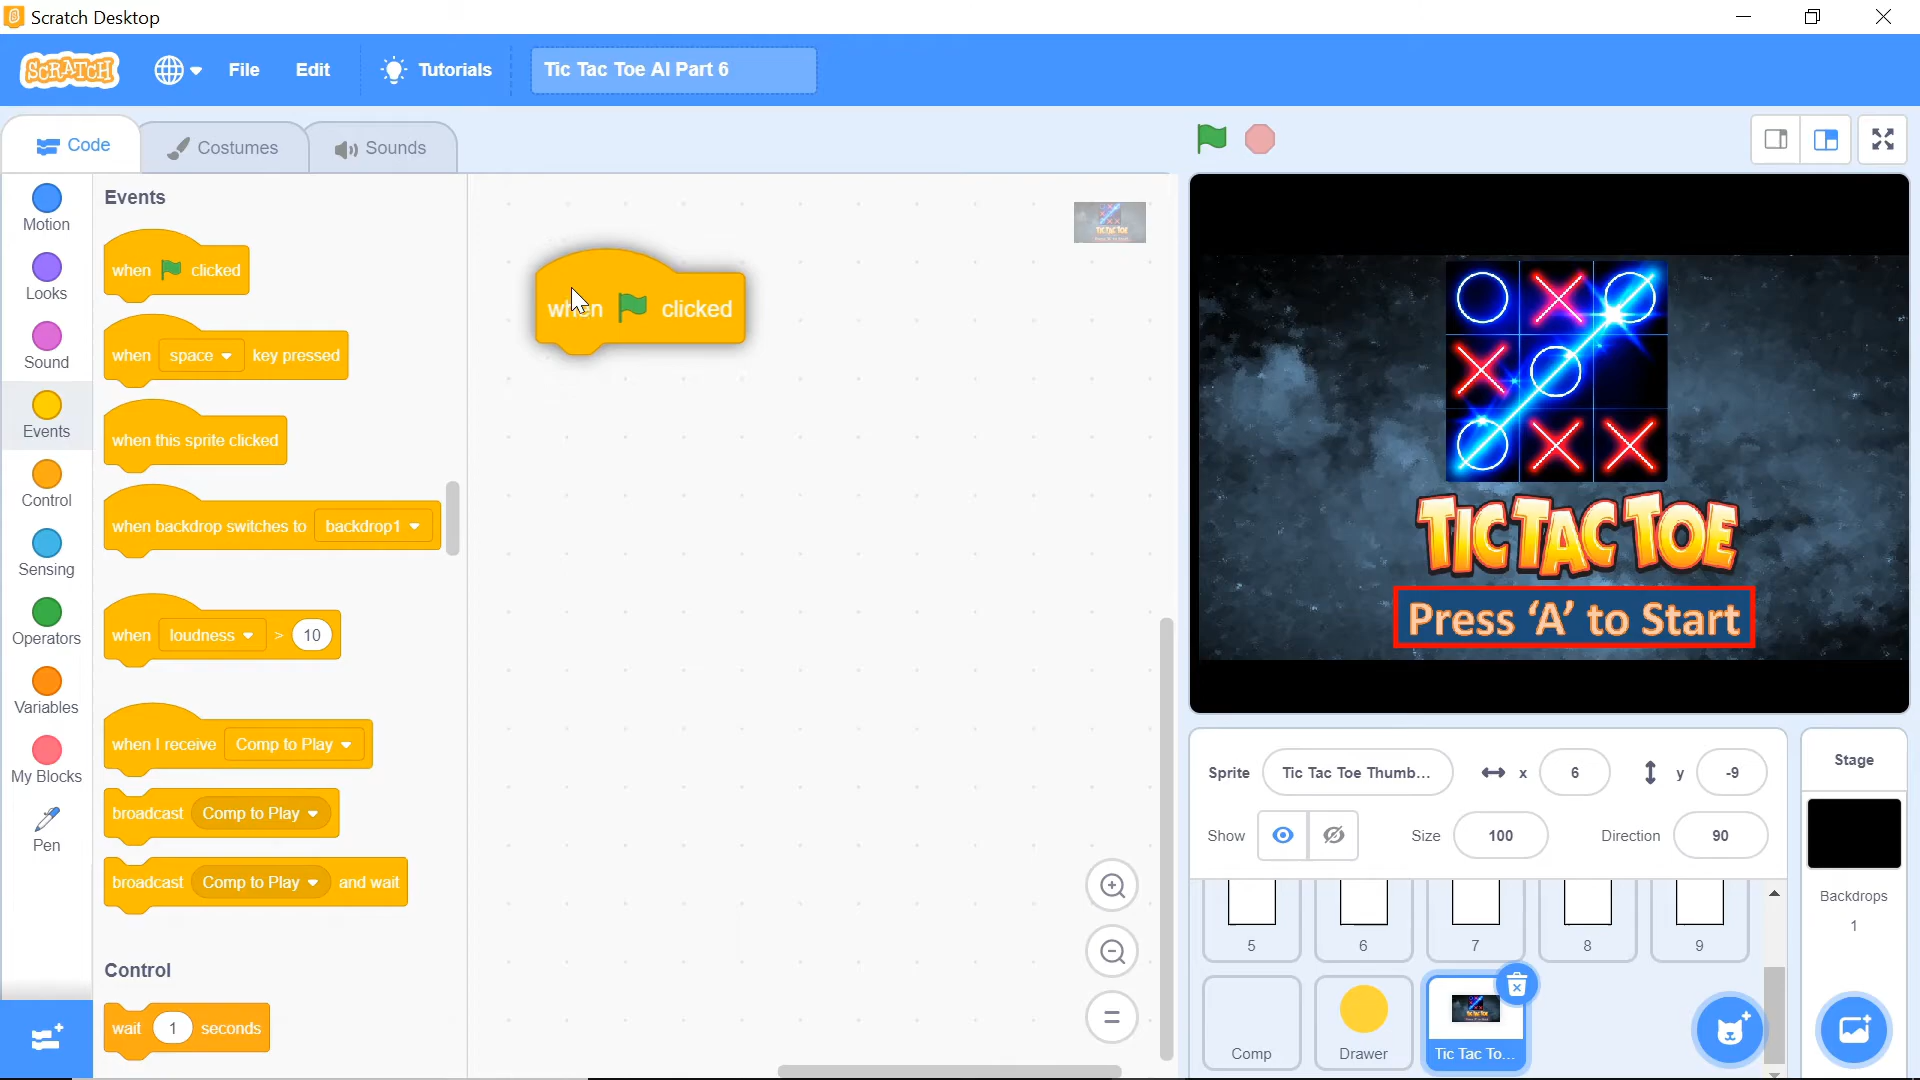 Scratch Desktop
SCRATCH File Edit Tutorials Tic Tac Toe AI Part 6
Code Costumes Sounds
Motion
Looks
Sound
Events
Control
Sensing
Operators
Variables
My Blocks
Pen
Events
when clicked
when space key pressed
when this sprite clicked
when backdrop switches to backdrop1
when loudness > 10
when I receive Comp to Play
broadcast Comp to Play
broadcast Comp to Play and wait
Control
wait 1 seconds
when clicked
TIC TAC TOE
Press ‘A’ to Start
Sprite Tic Tac Toe Thumb... x 6 y -9
Show Size 100 Direction 90
5 6 7 8 9
Comp Drawer Tic Tac To...
Stage
Backdrops
1